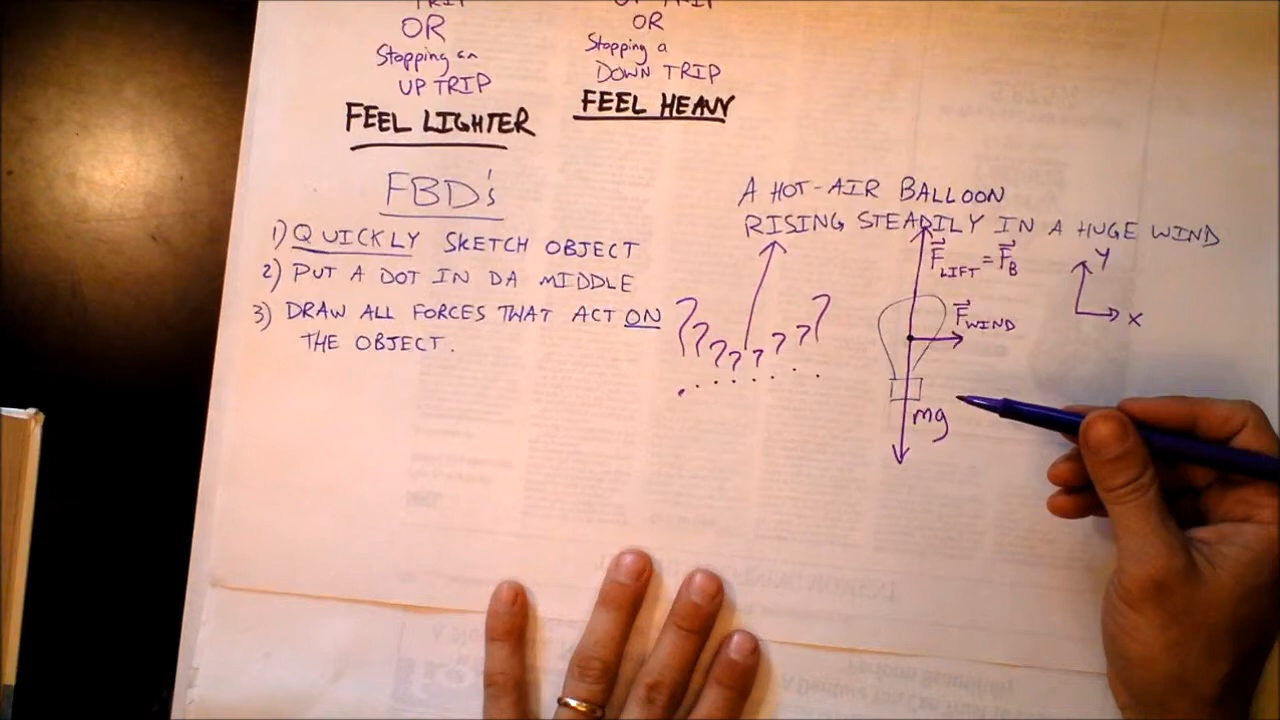 OR
Stopping an
UP TRIP
FEEL LIGHTER
OR
Stopping a
DOWN TRIP
FEEL HEAVY
FBD's
1) QUICKLY SKETCH OBJECT
2) PUT A DOT IN DA MIDDLE
3) DRAW ALL FORCES THAT ACT ON
THE OBJECT.
A HOT-AIR BALLOON
RISING STEADILY IN A HUGE WIND
F LIFT = F B
F WIND
mg
Y
X
? ? ? ? ? ? ? ?